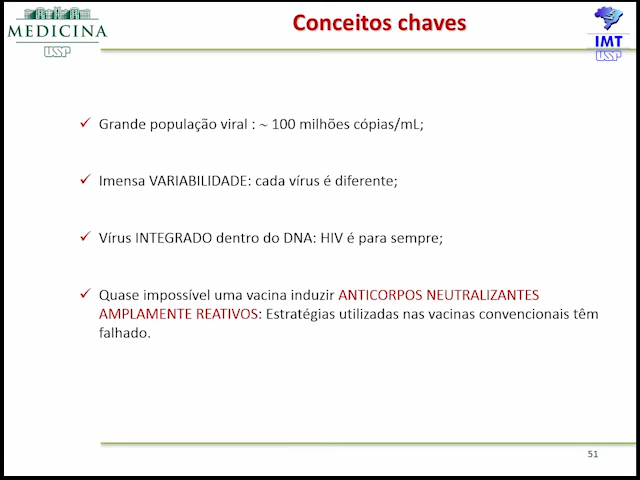 Conceitos chaves
MEDICINA
USP
IMT
USP
Grande população viral : ~ 100 milhões cópias/mL;
Imensa VARIABILIDADE: cada vírus é diferente;
Vírus INTEGRADO dentro do DNA: HIV é para sempre;
Quase impossível uma vacina induzir ANTICORPOS NEUTRALIZANTES
AMPLAMENTE REATIVOS: Estratégias utilizadas nas vacinas convencionais têm
falhado.
51